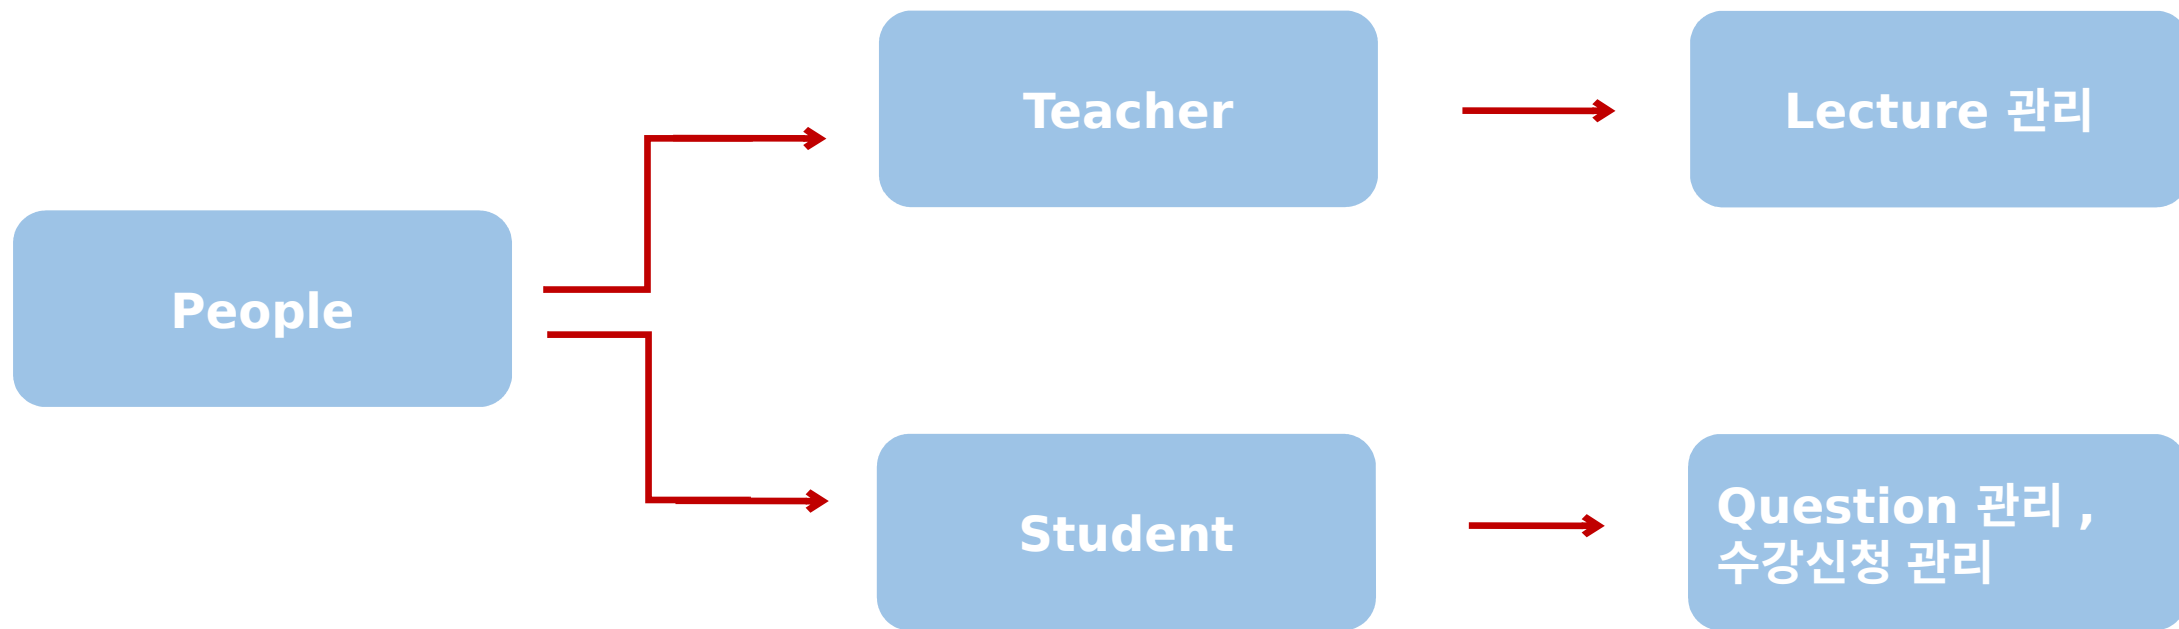 Teacher
Lecture 관리
People
Student
Question 관리 ,
수강신청 관리